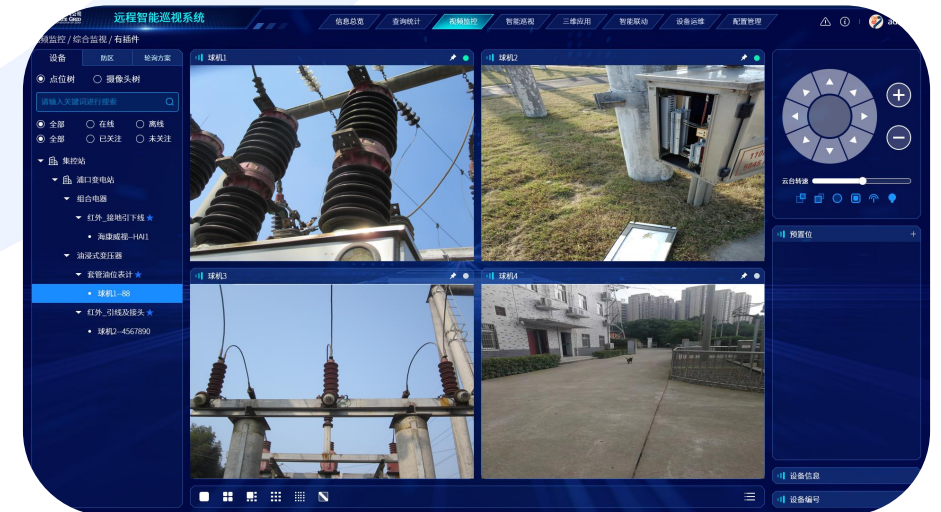 远程智能巡视系统
信息总览 查询统计 视频监控 智能巡视 三维应用 智能联动 设备运维 配置管理
视频监控 / 综合监视 / 有插件
设备 防区 轮询方案
点位树 摄像头树
请输入关键词进行搜索
全部 在线 离线
全部 已关注 未关注
集控站
浦口变电站
组合电器
红外_接地引下线
海康威视--HAI1
油浸式变压器
套管油位表计
球机1--88
红外_引线及接头
球机2--4567890
球机1
球机2
球机3
球机4
云台转速
预置位 +
设备信息
设备编号